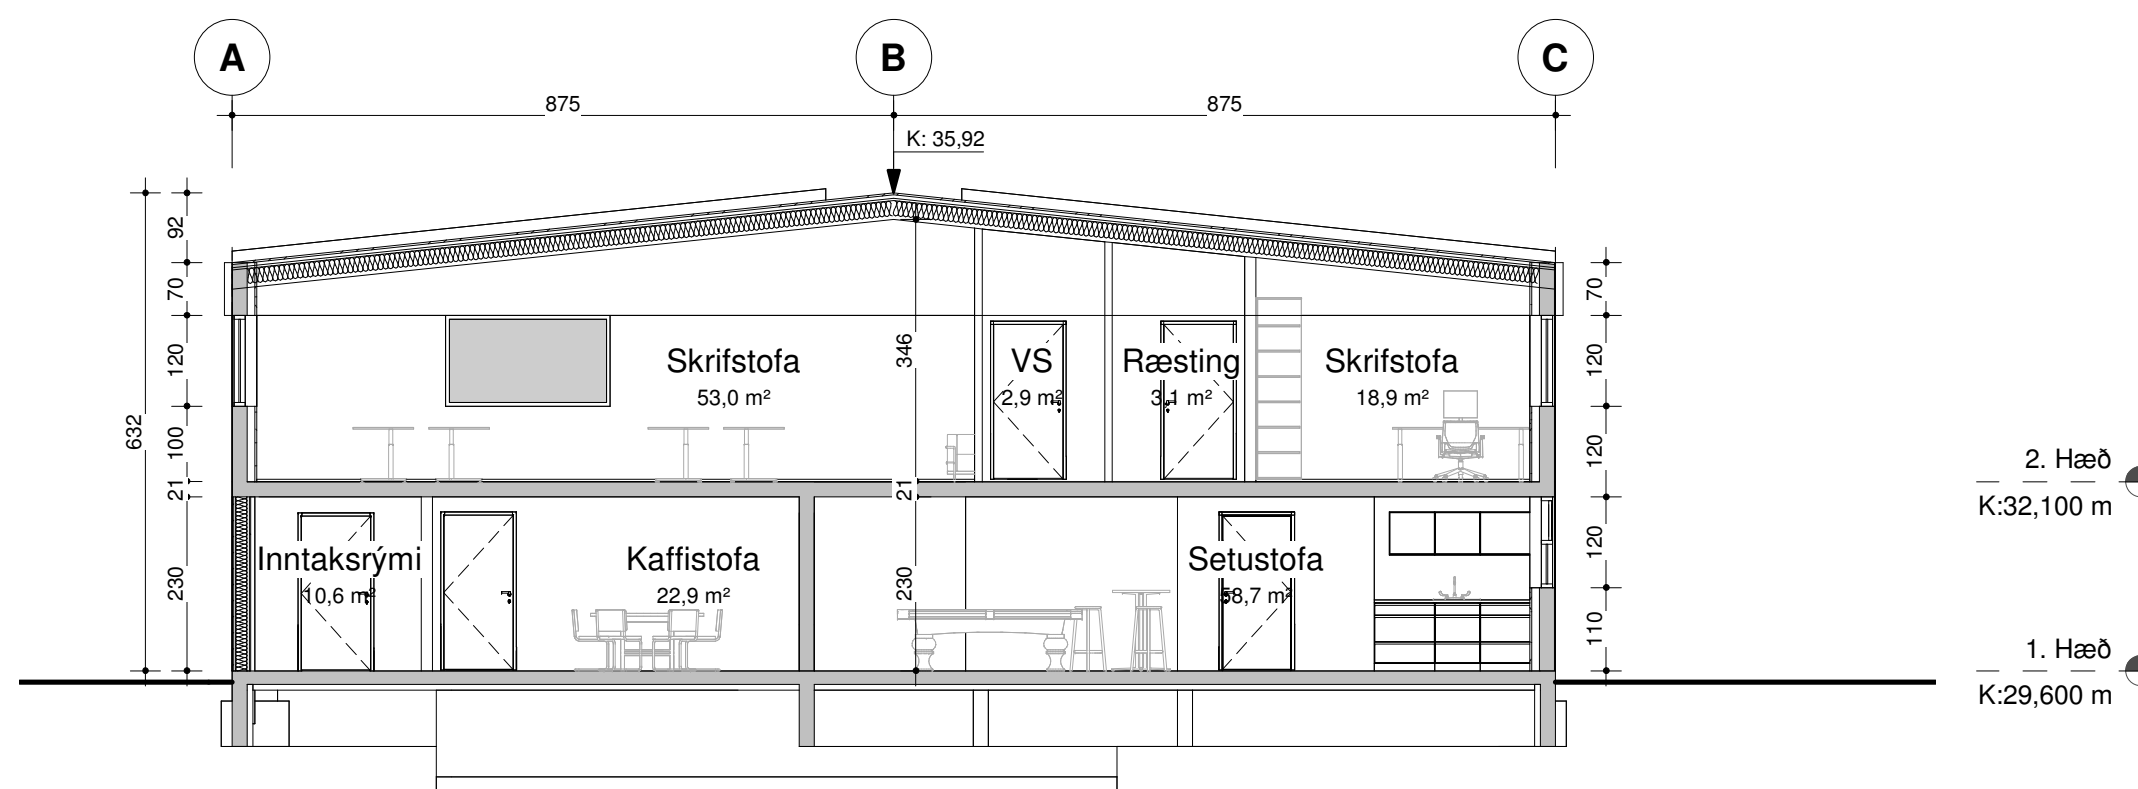 A
B
C
875
875
K: 35,92
92
70
120
100
21
230
632
346
21
230
70
120
120
120
110
Skrifstofa
53,0 m²
VS
2,9 m²
Ræsting
3,1 m²
Skrifstofa
18,9 m²
Inntaksrými
10,6 m²
Kaffistofa
22,9 m²
Setustofa
58,7 m²
2. Hæð
K:32,100 m
1. Hæð
K:29,600 m